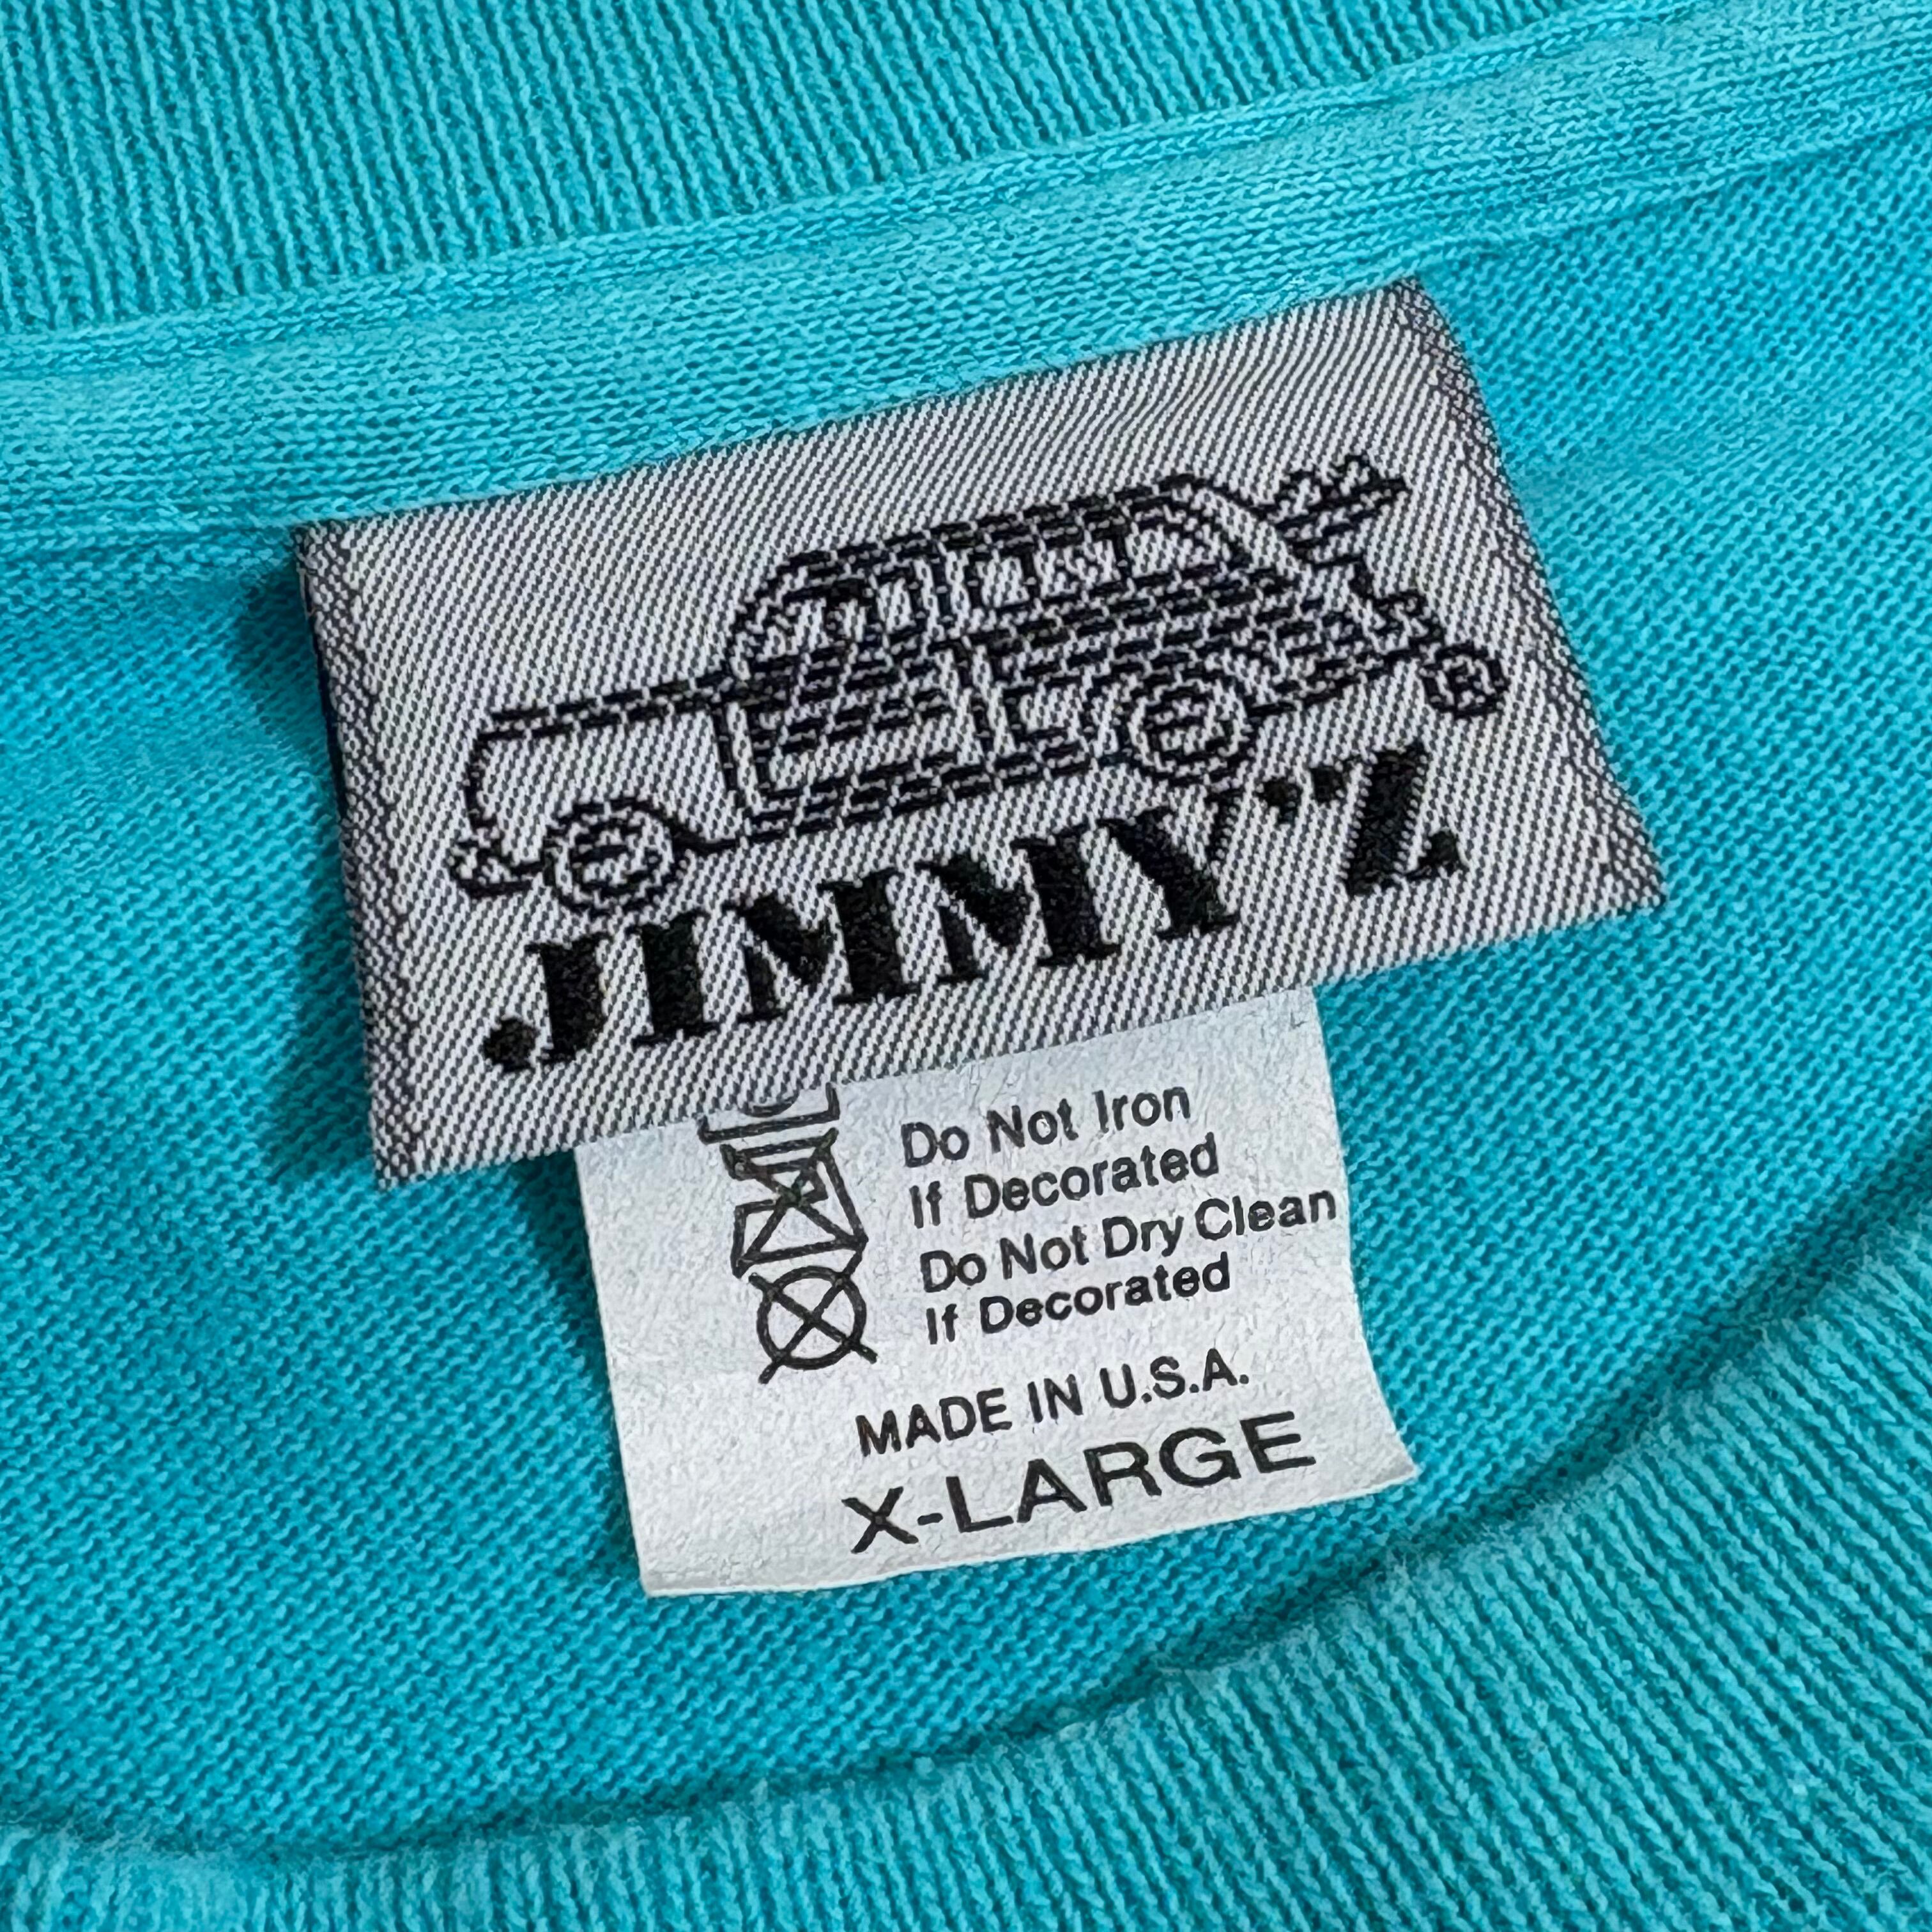 ®
JIMMY'Z
Do Not Iron
If Decorated
Do Not Dry Clean
If Decorated
MADE IN U.S.A.
X-LARGE